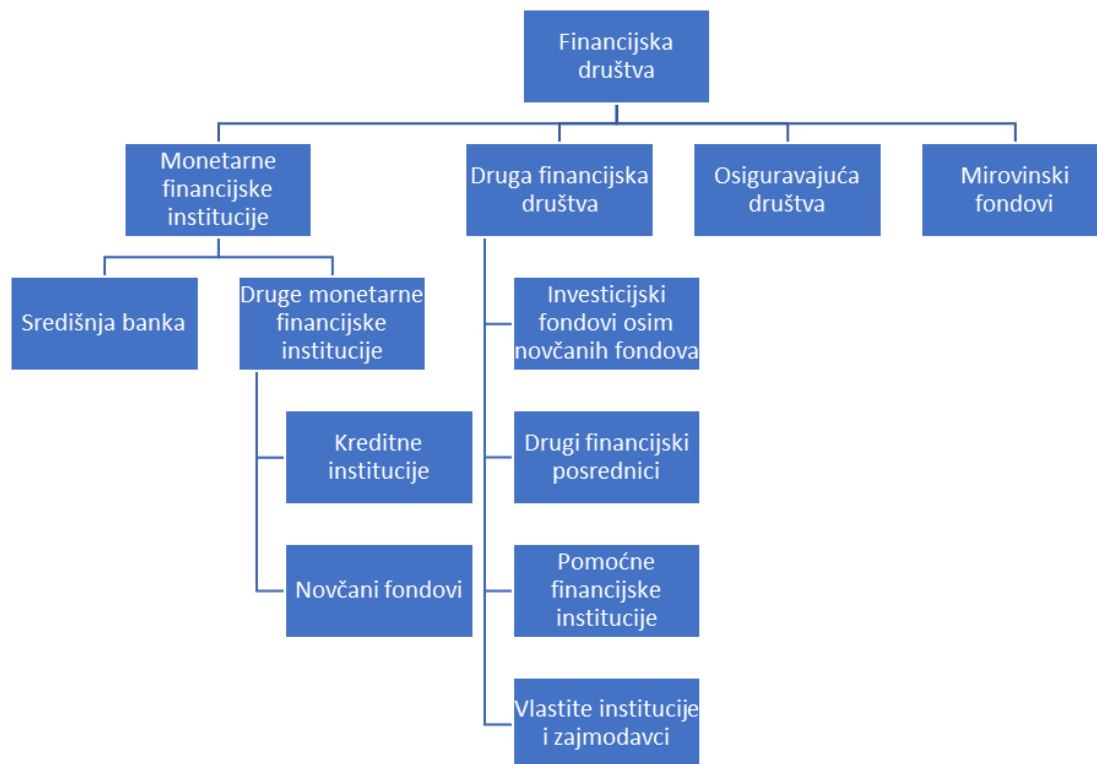 Financijska
društva
Monetarne
financijske
institucije
Druga financijska
društva
Osiguravajuća
društva
Mirovinski
fondovi
Središnja banka
Druge monetarne
financijske
institucije
Investicijski
fondovi osim
novčanih fondova
Kreditne
institucije
Drugi financijski
posrednici
Novčani fondovi
Pomoćne
financijske
institucije
Vlastite institucije
i zajmodavci